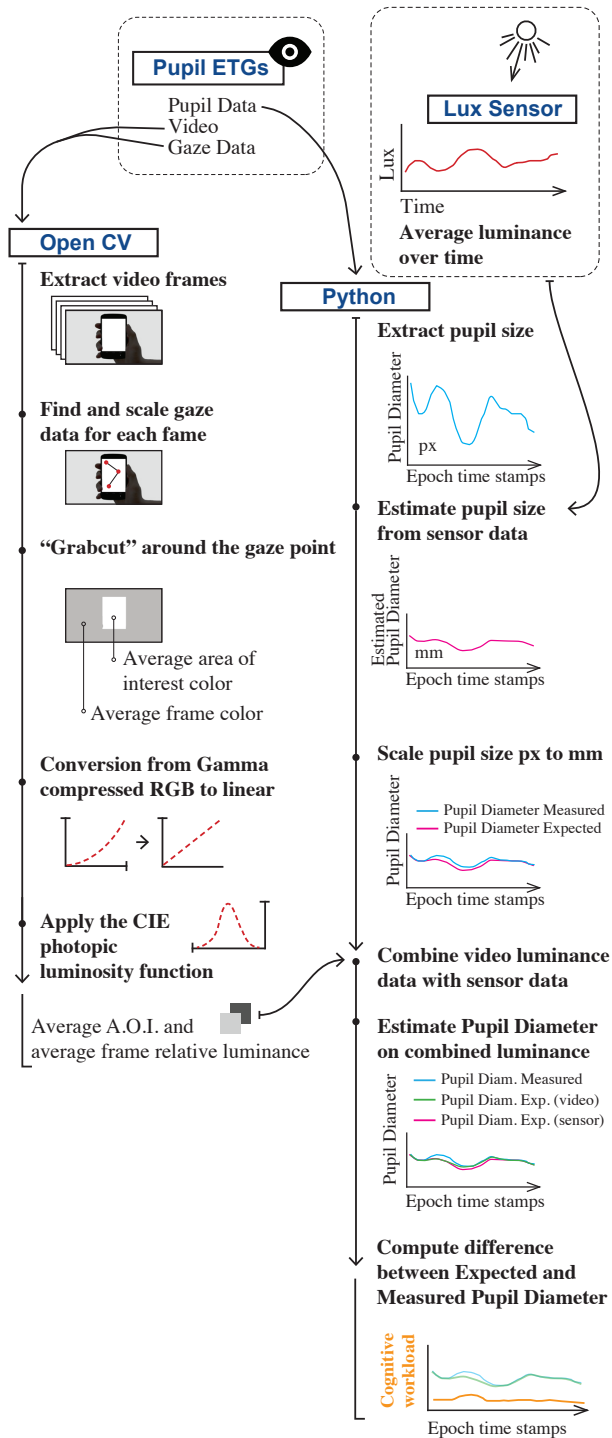 Pupil ETGs
Pupil Data
Video
Gaze Data
Lux Sensor
Lux
Time
Average luminance
over time
Open CV
Extract video frames
Find and scale gaze
data for each fame
“Grabcut” around the gaze point
Average area of
interest color
Average frame color
Conversion from Gamma
compressed RGB to linear
Apply the CIE
photopic
luminosity function
Average A.O.I. and
average frame relative luminance
Python
Extract pupil size
Pupil Diameter
px
Epoch time stamps
Estimate pupil size
from sensor data
Estimated
Pupil Diameter
mm
Epoch time stamps
Scale pupil size px to mm
Pupil Diameter Measured
Pupil Diameter Expected
Pupil Diameter
Epoch time stamps
Combine video luminance
data with sensor data
Estimate Pupil Diameter
on combined luminance
Pupil Diam. Measured
Pupil Diam. Exp. (video)
Pupil Diam. Exp. (sensor)
Pupil Diameter
Epoch time stamps
Compute difference
between Expected and
Measured Pupil Diameter
Cognitive
workload
Epoch time stamps